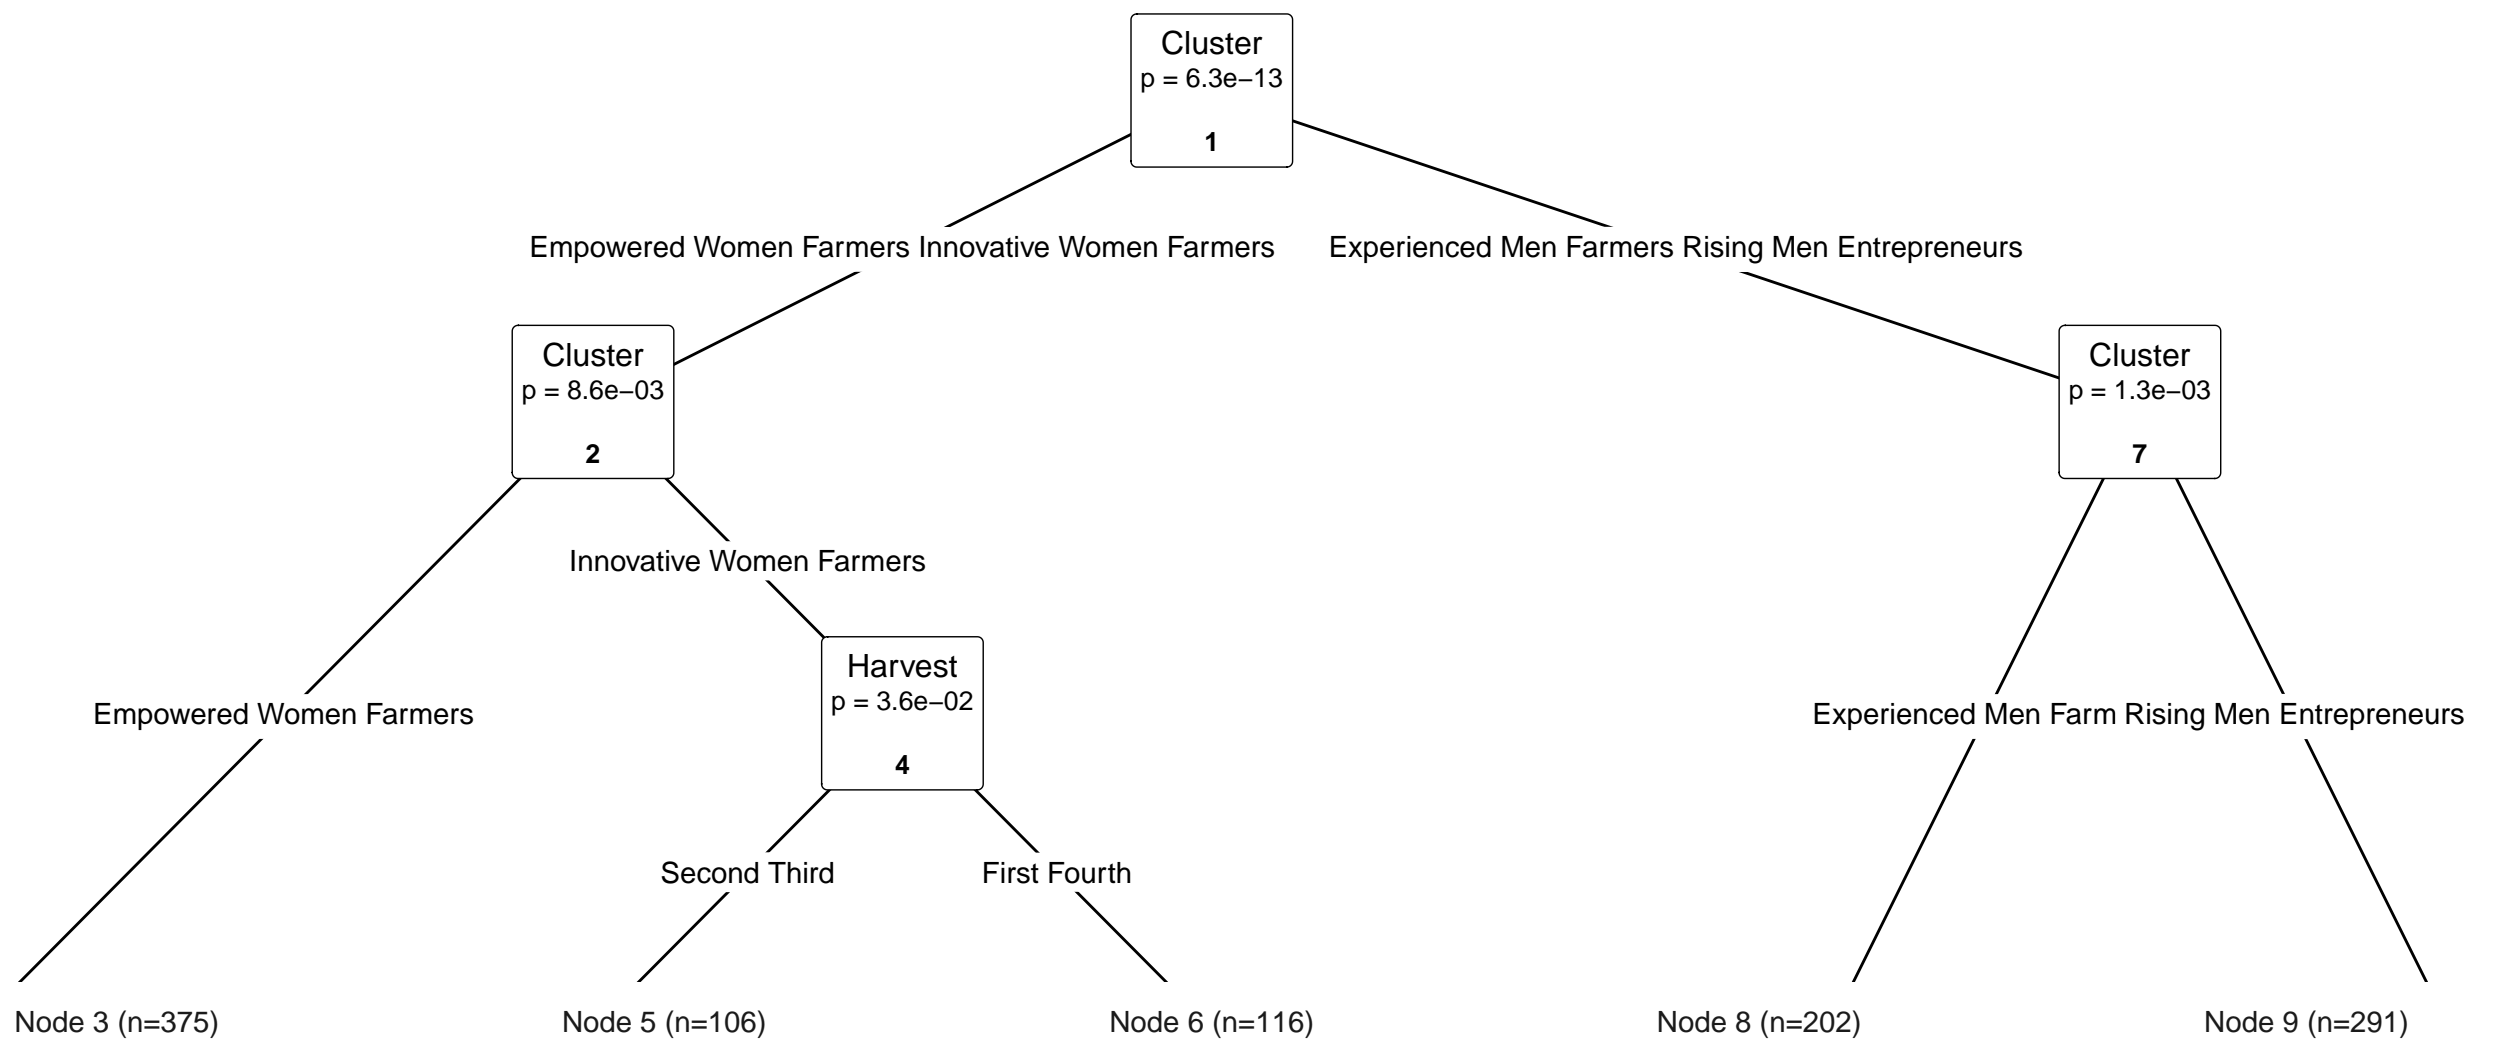 Cluster
p = 6.3e−13
1
Empowered Women Farmers Innovative Women Farmers
Experienced Men Farmers Rising Men Entrepreneurs
Cluster
p = 8.6e−03
2
Cluster
p = 1.3e−03
7
Innovative Women Farmers
Harvest
p = 3.6e−02
4
Empowered Women Farmers
Experienced Men Farm Rising Men Entrepreneurs
Second Third
First Fourth
Node 3 (n=375)
Node 5 (n=106)
Node 6 (n=116)
Node 8 (n=202)
Node 9 (n=291)